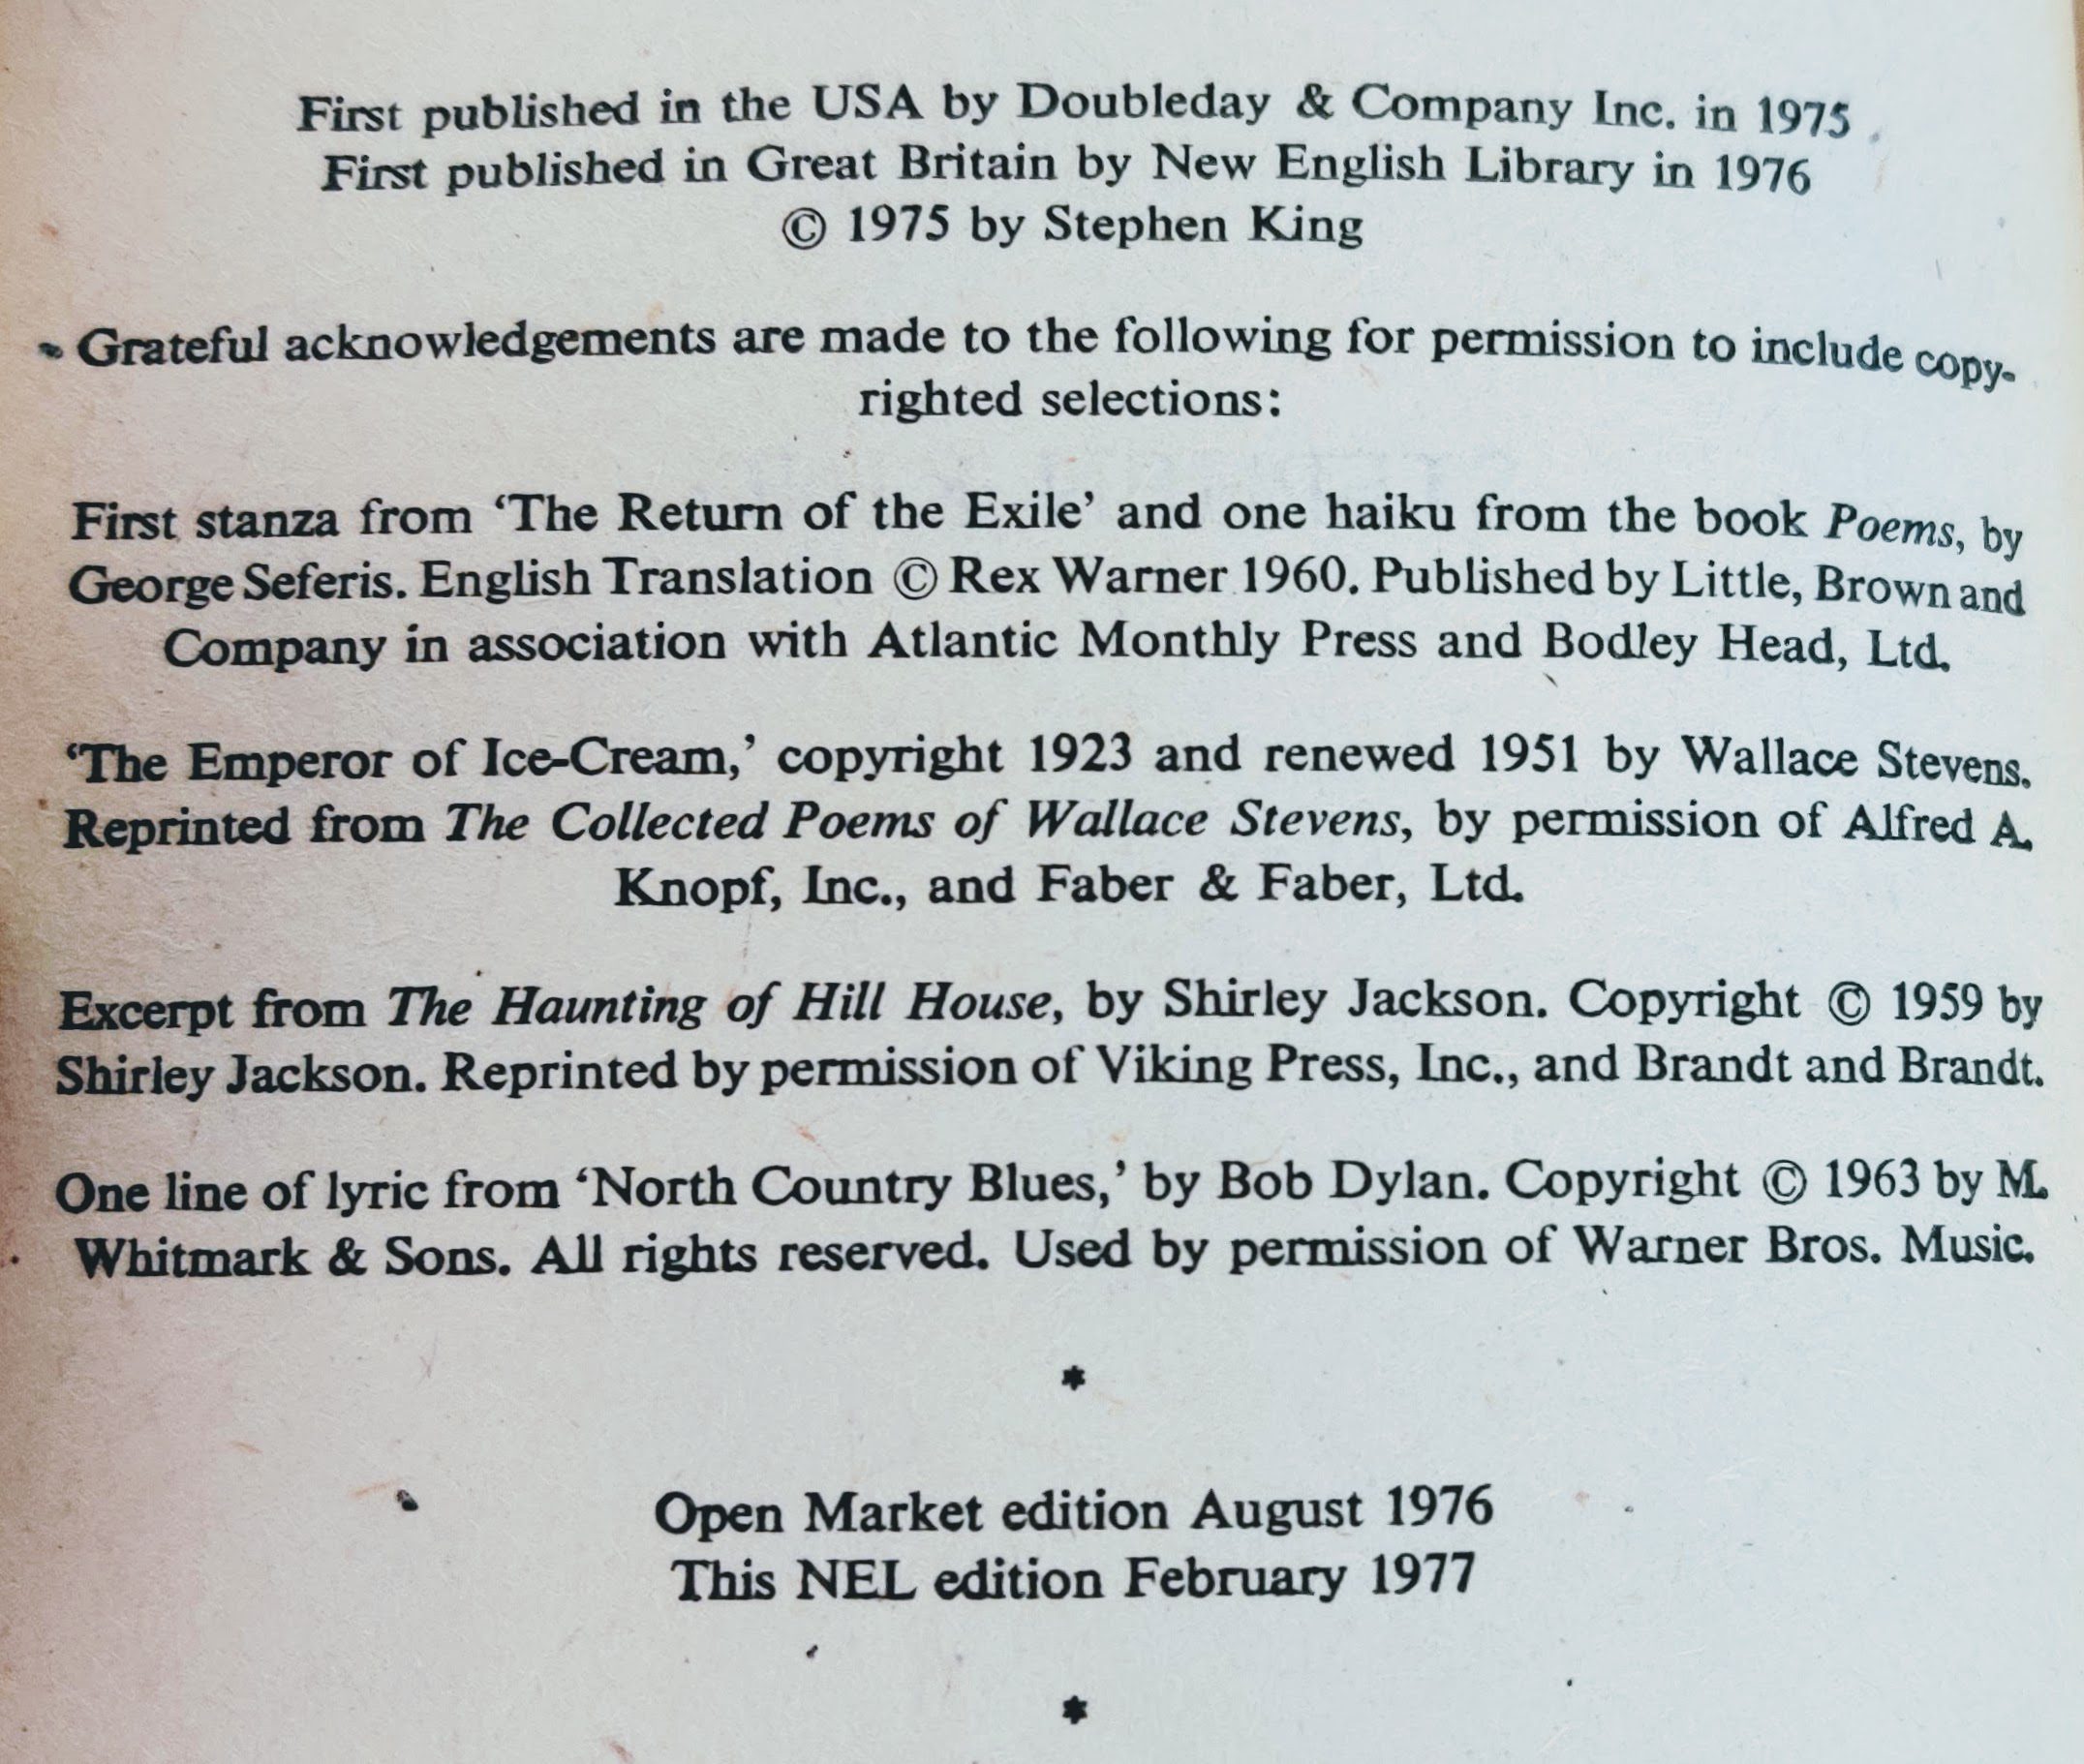 First published in the USA by Doubleday & Company Inc. in 1975
First published in Great Britain by New English Library in 1976
© 1975 by Stephen King
Grateful acknowledgements are made to the following for permission to include copy-
righted selections:
First stanza from ‘The Return of the Exile’ and one haiku from the book Poems, by
George Seferis. English Translation © Rex Warner 1960. Published by Little, Brown and
Company in association with Atlantic Monthly Press and Bodley Head, Ltd.
‘The Emperor of Ice-Cream,’ copyright 1923 and renewed 1951 by Wallace Stevens.
Reprinted from The Collected Poems of Wallace Stevens, by permission of Alfred A.
Knopf, Inc., and Faber & Faber, Ltd.
Excerpt from The Haunting of Hill House, by Shirley Jackson. Copyright © 1959 by
Shirley Jackson. Reprinted by permission of Viking Press, Inc., and Brandt and Brandt.
One line of lyric from ‘North Country Blues,’ by Bob Dylan. Copyright © 1963 by M.
Whitmark & Sons. All rights reserved. Used by permission of Warner Bros. Music.
*
Open Market edition August 1976
This NEL edition February 1977
*